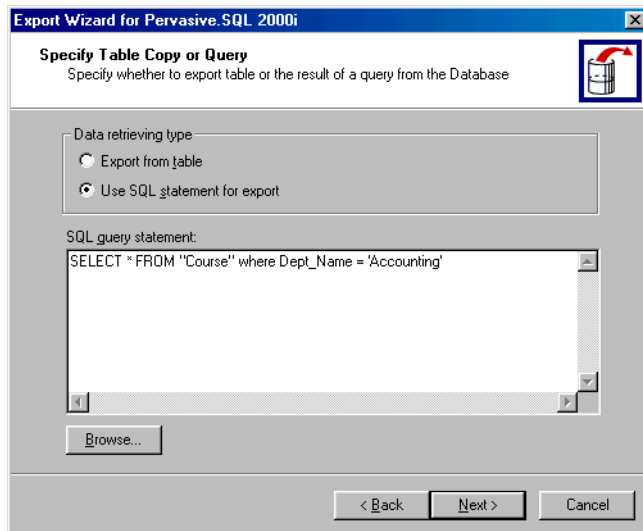 Export Wizard for Pervasive.SQL 2000i
Specify Table Copy or Query
Specify whether to export table or the result of a query from the Database
Data retrieving type
Export from table
Use SQL statement for export
SQL query statement:
SELECT * FROM "Course" where Dept_Name = 'Accounting'
Browse...
< Back
Next >
Cancel